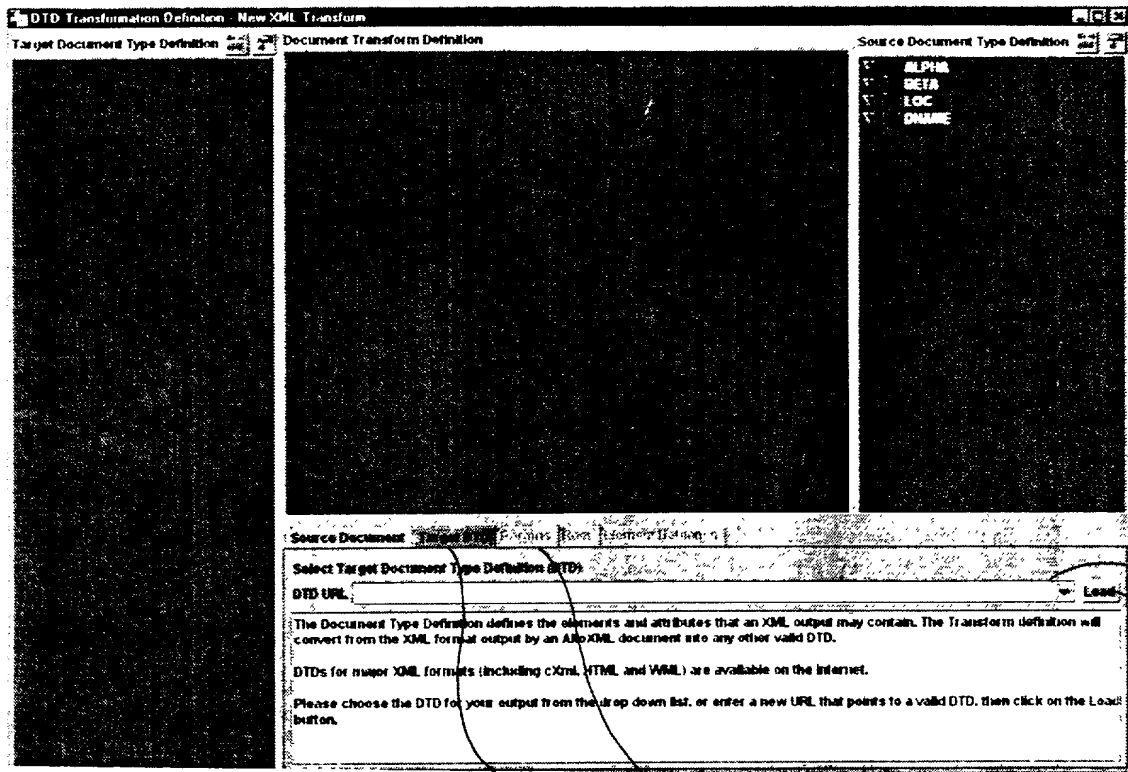 DTD Transformation Definition - New XML Transform
Target Document Type Definition
Document Transform Definition
Source Document Type Definition
ALPHA
BETA
LOC
DNAME
Source Document Target DTD Root
Select Target Document Type Definition (DTD)
DTD URL Load
The Document Type Definition defines the elements and attributes that an XML output may contain. The Transform definition will
convert from the XML format output by an XML document into any other valid DTD.
DTDs for major XML formats (including cXml, HTML and WML) are available on the internet.
Please choose the DTD for your output from the drop down list, or enter a new URL that points to a valid DTD, then click on the Load
button.